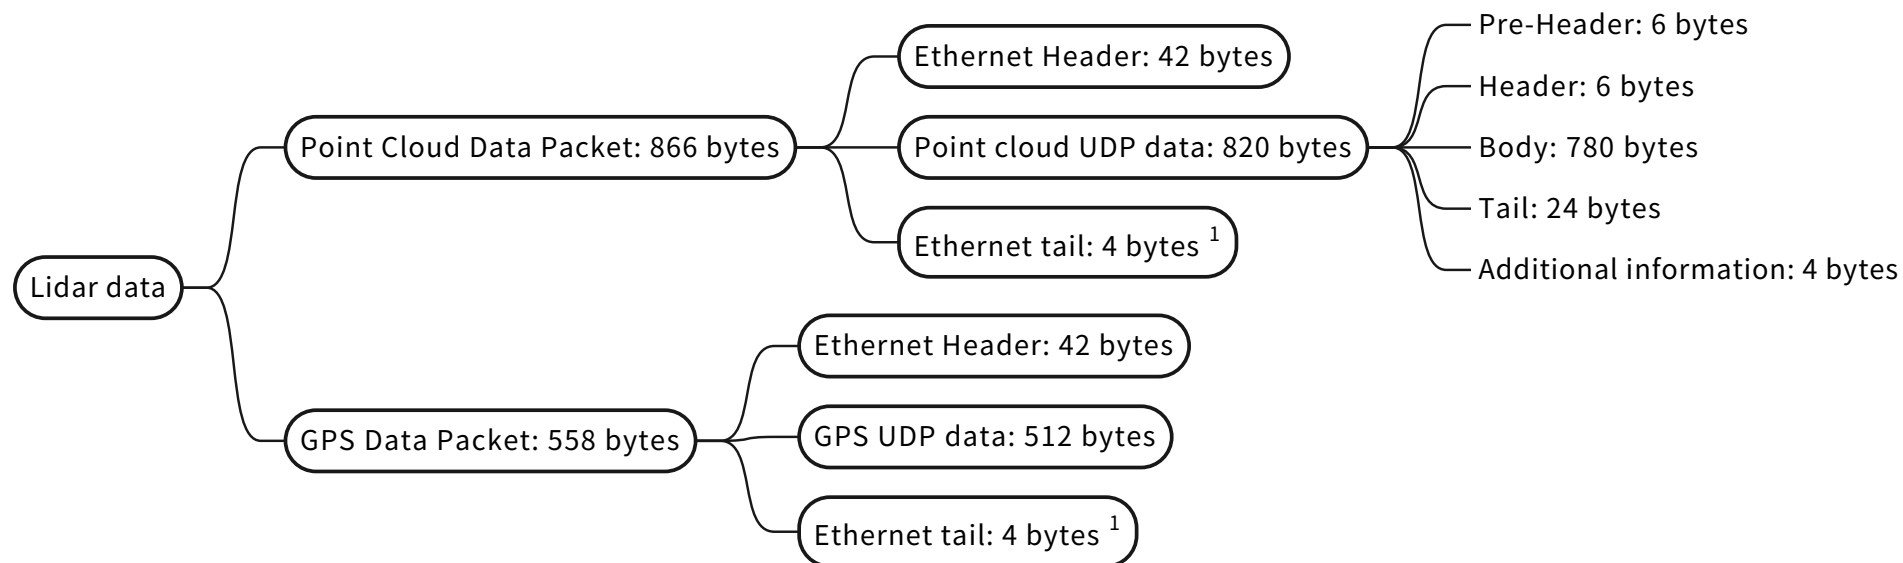 Lidar data
Point Cloud Data Packet: 866 bytes
Ethernet Header: 42 bytes
Point cloud UDP data: 820 bytes
Pre-Header: 6 bytes
Header: 6 bytes
Body: 780 bytes
Tail: 24 bytes
Additional information: 4 bytes
Ethernet tail: 4 bytes 1
GPS Data Packet: 558 bytes
Ethernet Header: 42 bytes
GPS UDP data: 512 bytes
Ethernet tail: 4 bytes 1